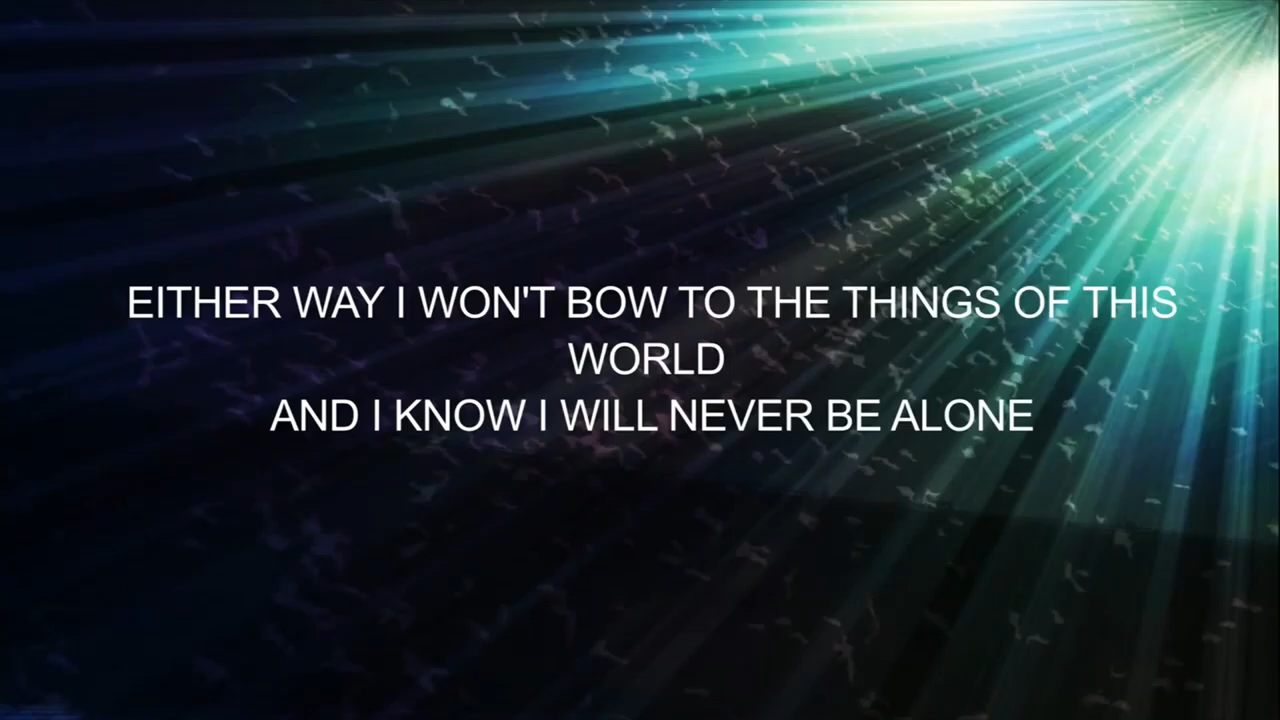 EITHER WAY I WON'T BOW TO THE THINGS OF THIS
WORLD
AND I KNOW I WILL NEVER BE ALONE